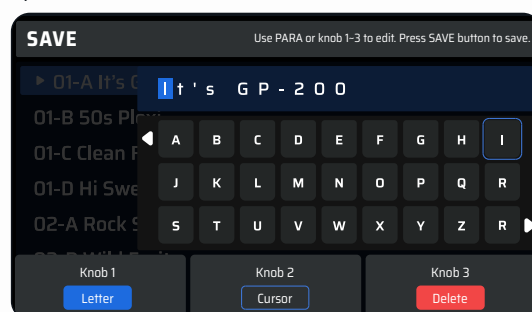 SAVE
Use PARA or knob 1-3 to edit. Press SAVE button to save.
01-A It's G
It's GP-200
01-B 50s
A B C D E F G H I
01-C Clean
01-D Hi Swe
J K L M N O P Q R
02-A Rock S
S T U V W X Y Z R
Knob 1 Knob 2 Knob 3
Letter Cursor Delete